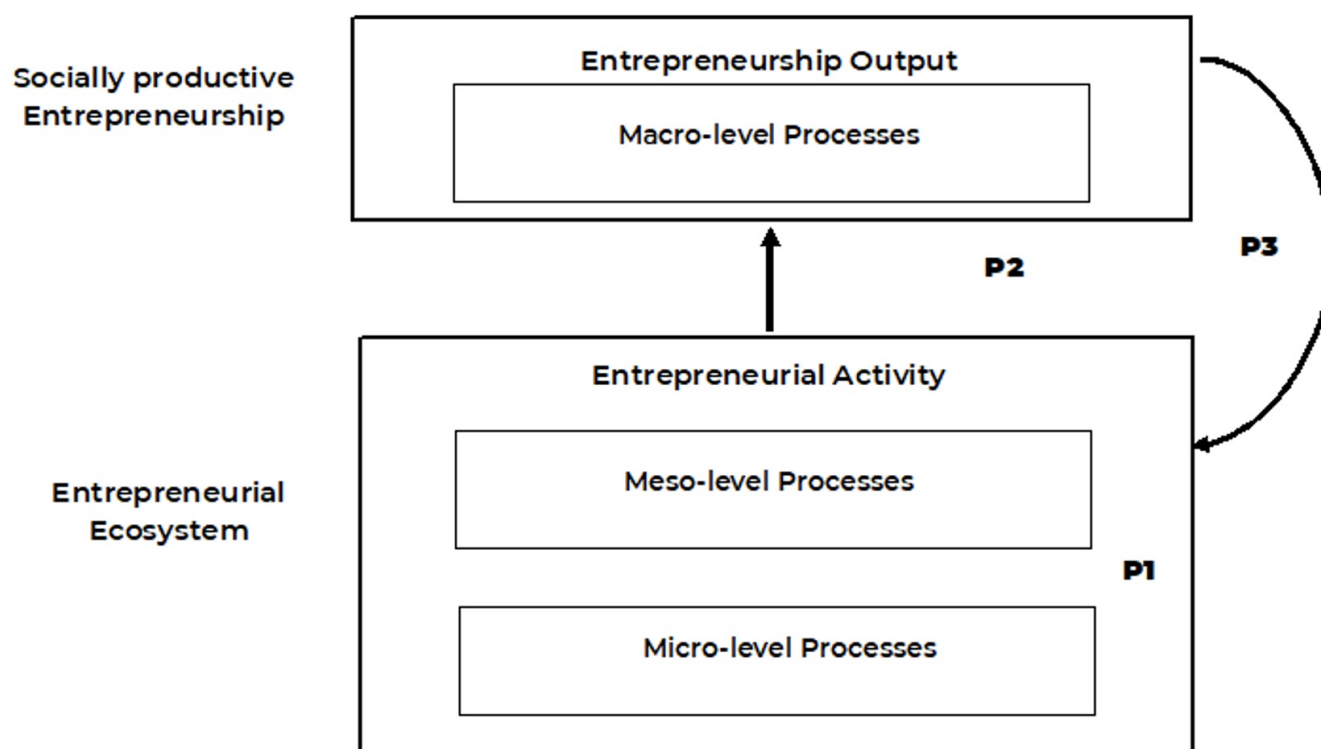 Socially productive
Entrepreneurship
Entrepreneurship Output
Macro-level Processes
P2
P3
Entrepreneurial Activity
Entrepreneurial
Ecosystem
Meso-level Processes
P1
Micro-level Processes